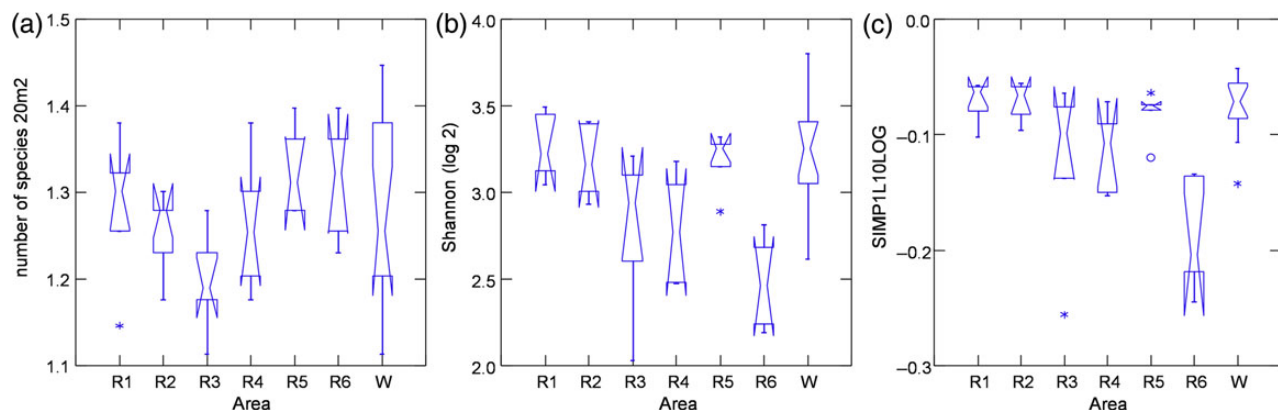 (a)
number of species 20m2
1.5
1.4
1.3
1.2
1.1
R1 R2 R3 R4 R5 R6 W
Area
(b)
Shannon (log 2)
4.0
3.5
3.0
2.5
2.0
R1 R2 R3 R4 R5 R6 W
Area
(c)
SIMP1L10LOG
0.0
−0.1
−0.2
−0.3
R1 R2 R3 R4 R5 R6 W
Area